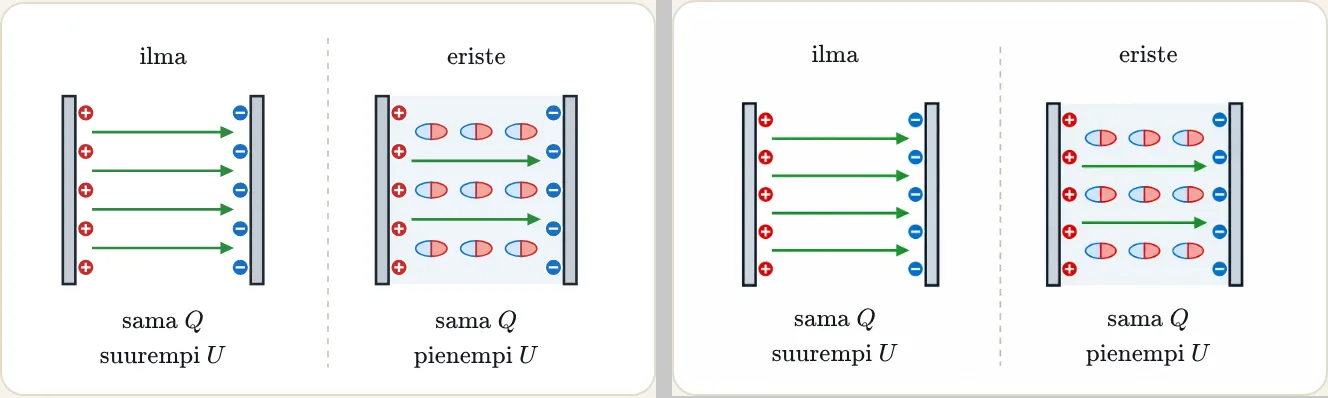 ilma
eriste
sama Q
suurempi U
sama Q
pienempi U
ilma
eriste
sama Q
suurempi U
sama Q
pienempi U